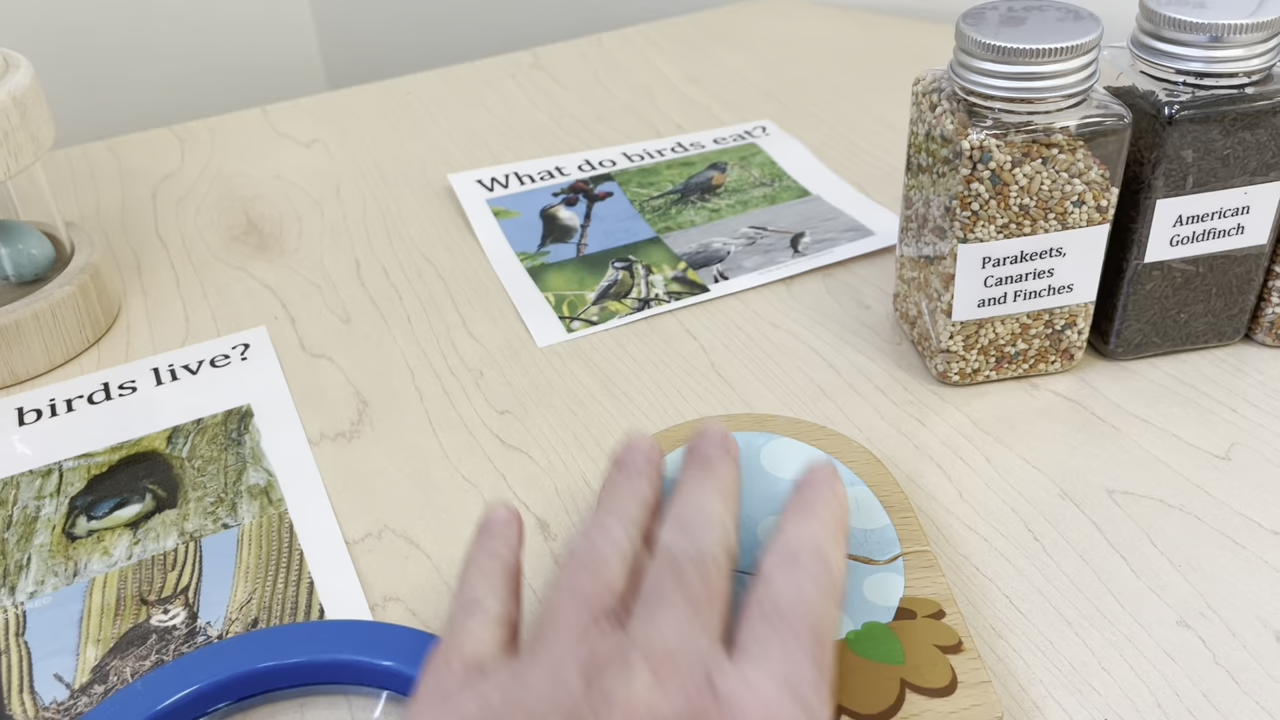 What do birds eat?
Parakeets,
Canaries
and Finches
American
Goldfinch
birds live?